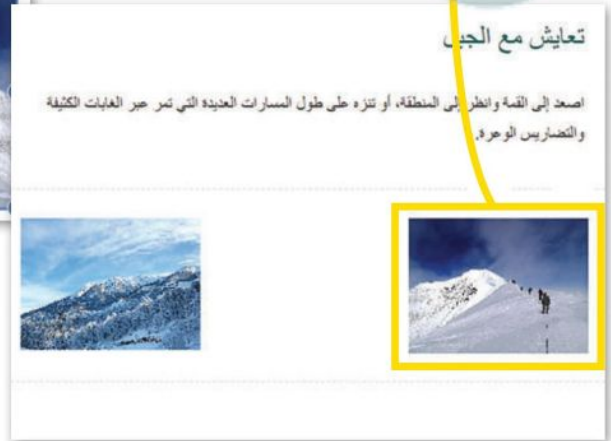 تعايش مع الجبل
اصعد إلى القمة وانظر إلى المنطقة، أو تنزه على طول المسارات العديدة التي تمر عبر الغابات الكثيفة
والتضاريس الوعرة.